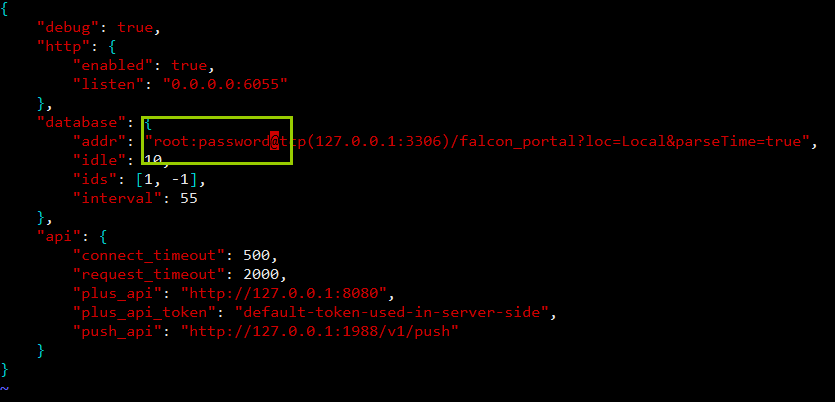 {
    "debug": true,
    "http": {
        "enabled": true,
        "listen": "0.0.0.0:6055"
    },
    "database": {
        "addr": "root:password@tcp(127.0.0.1:3306)/falcon_portal?loc=Local&parseTime=true",
        "idle": 10,
        "ids": [1, -1],
        "interval": 55
    },
    "api": {
        "connect_timeout": 500,
        "request_timeout": 2000,
        "plus_api": "http://127.0.0.1:8080",
        "plus_api_token": "default-token-used-in-server-side",
        "push_api": "http://127.0.0.1:1988/v1/push"
    }
}
~